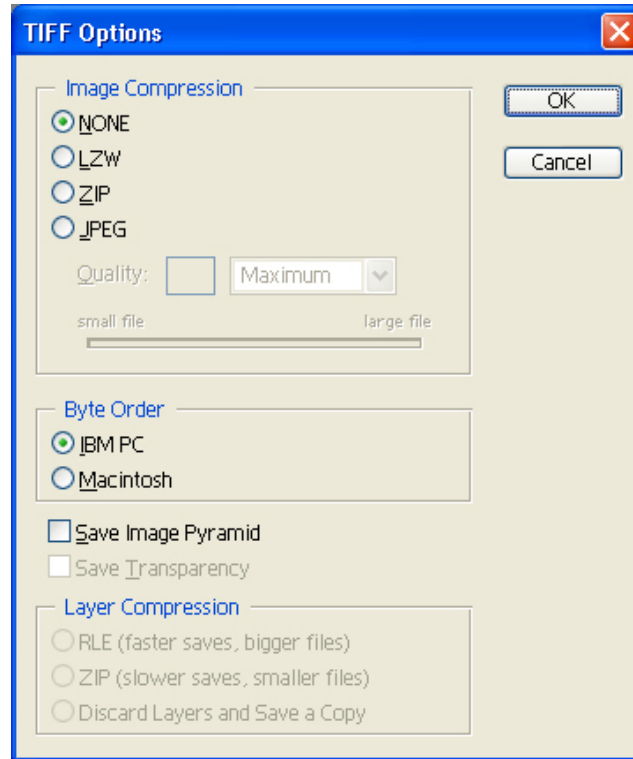 TIFF Options
Image Compression
NONE
LZW
ZIP
JPEG
Quality: Maximum
small file large file
Byte Order
IBM PC
Macintosh
Save Image Pyramid
Save Transparency
Layer Compression
RLE (faster saves, bigger files)
ZIP (slower saves, smaller files)
Discard Layers and Save a Copy
OK
Cancel